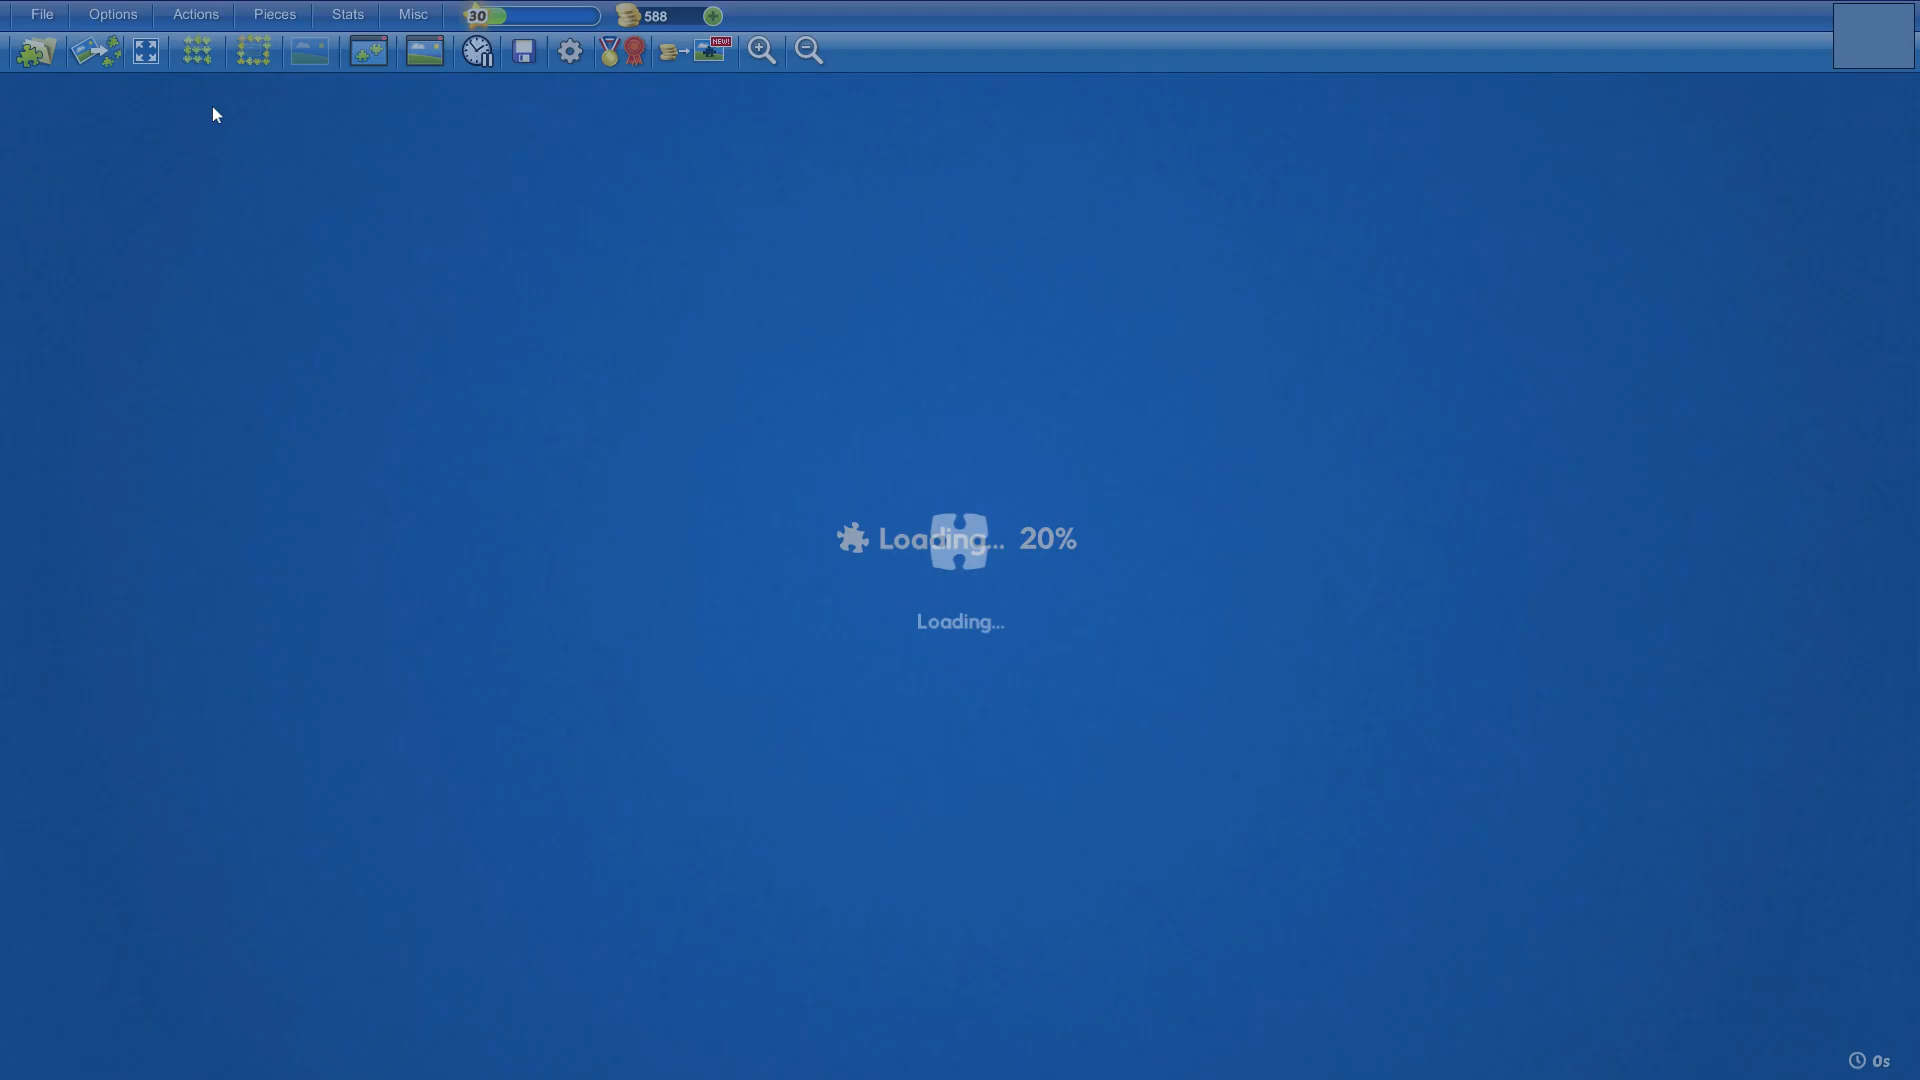 File Options Actions Pieces Stats Misc 30 588
NEW!
Loading... 20%
Loading...
0s